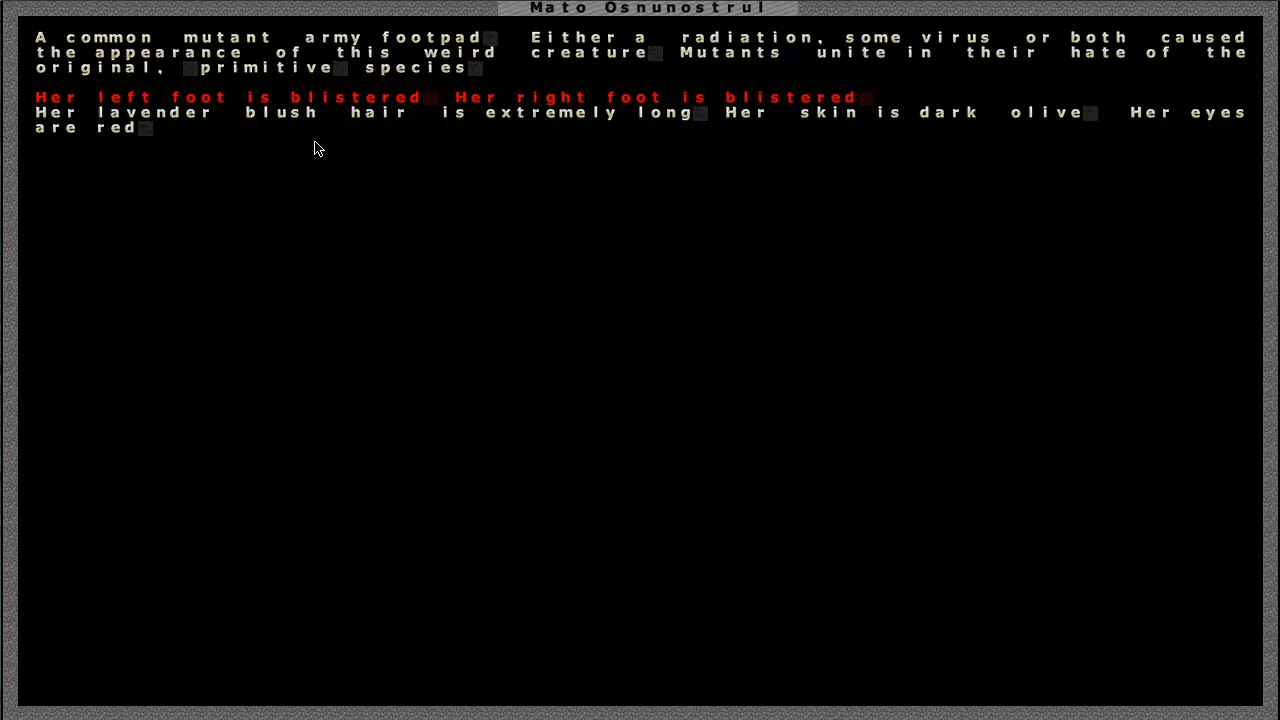 Mato Osnunostrul
A common mutant army footpad Either a radiation, some virus or both caused
the appearance of this weird creature Mutants unite in their hate of the
original, primitive species
Her left foot is blistered Her right foot is blistered
Her lavender blush hair is extremely long Her skin is dark olive Her eyes
are red